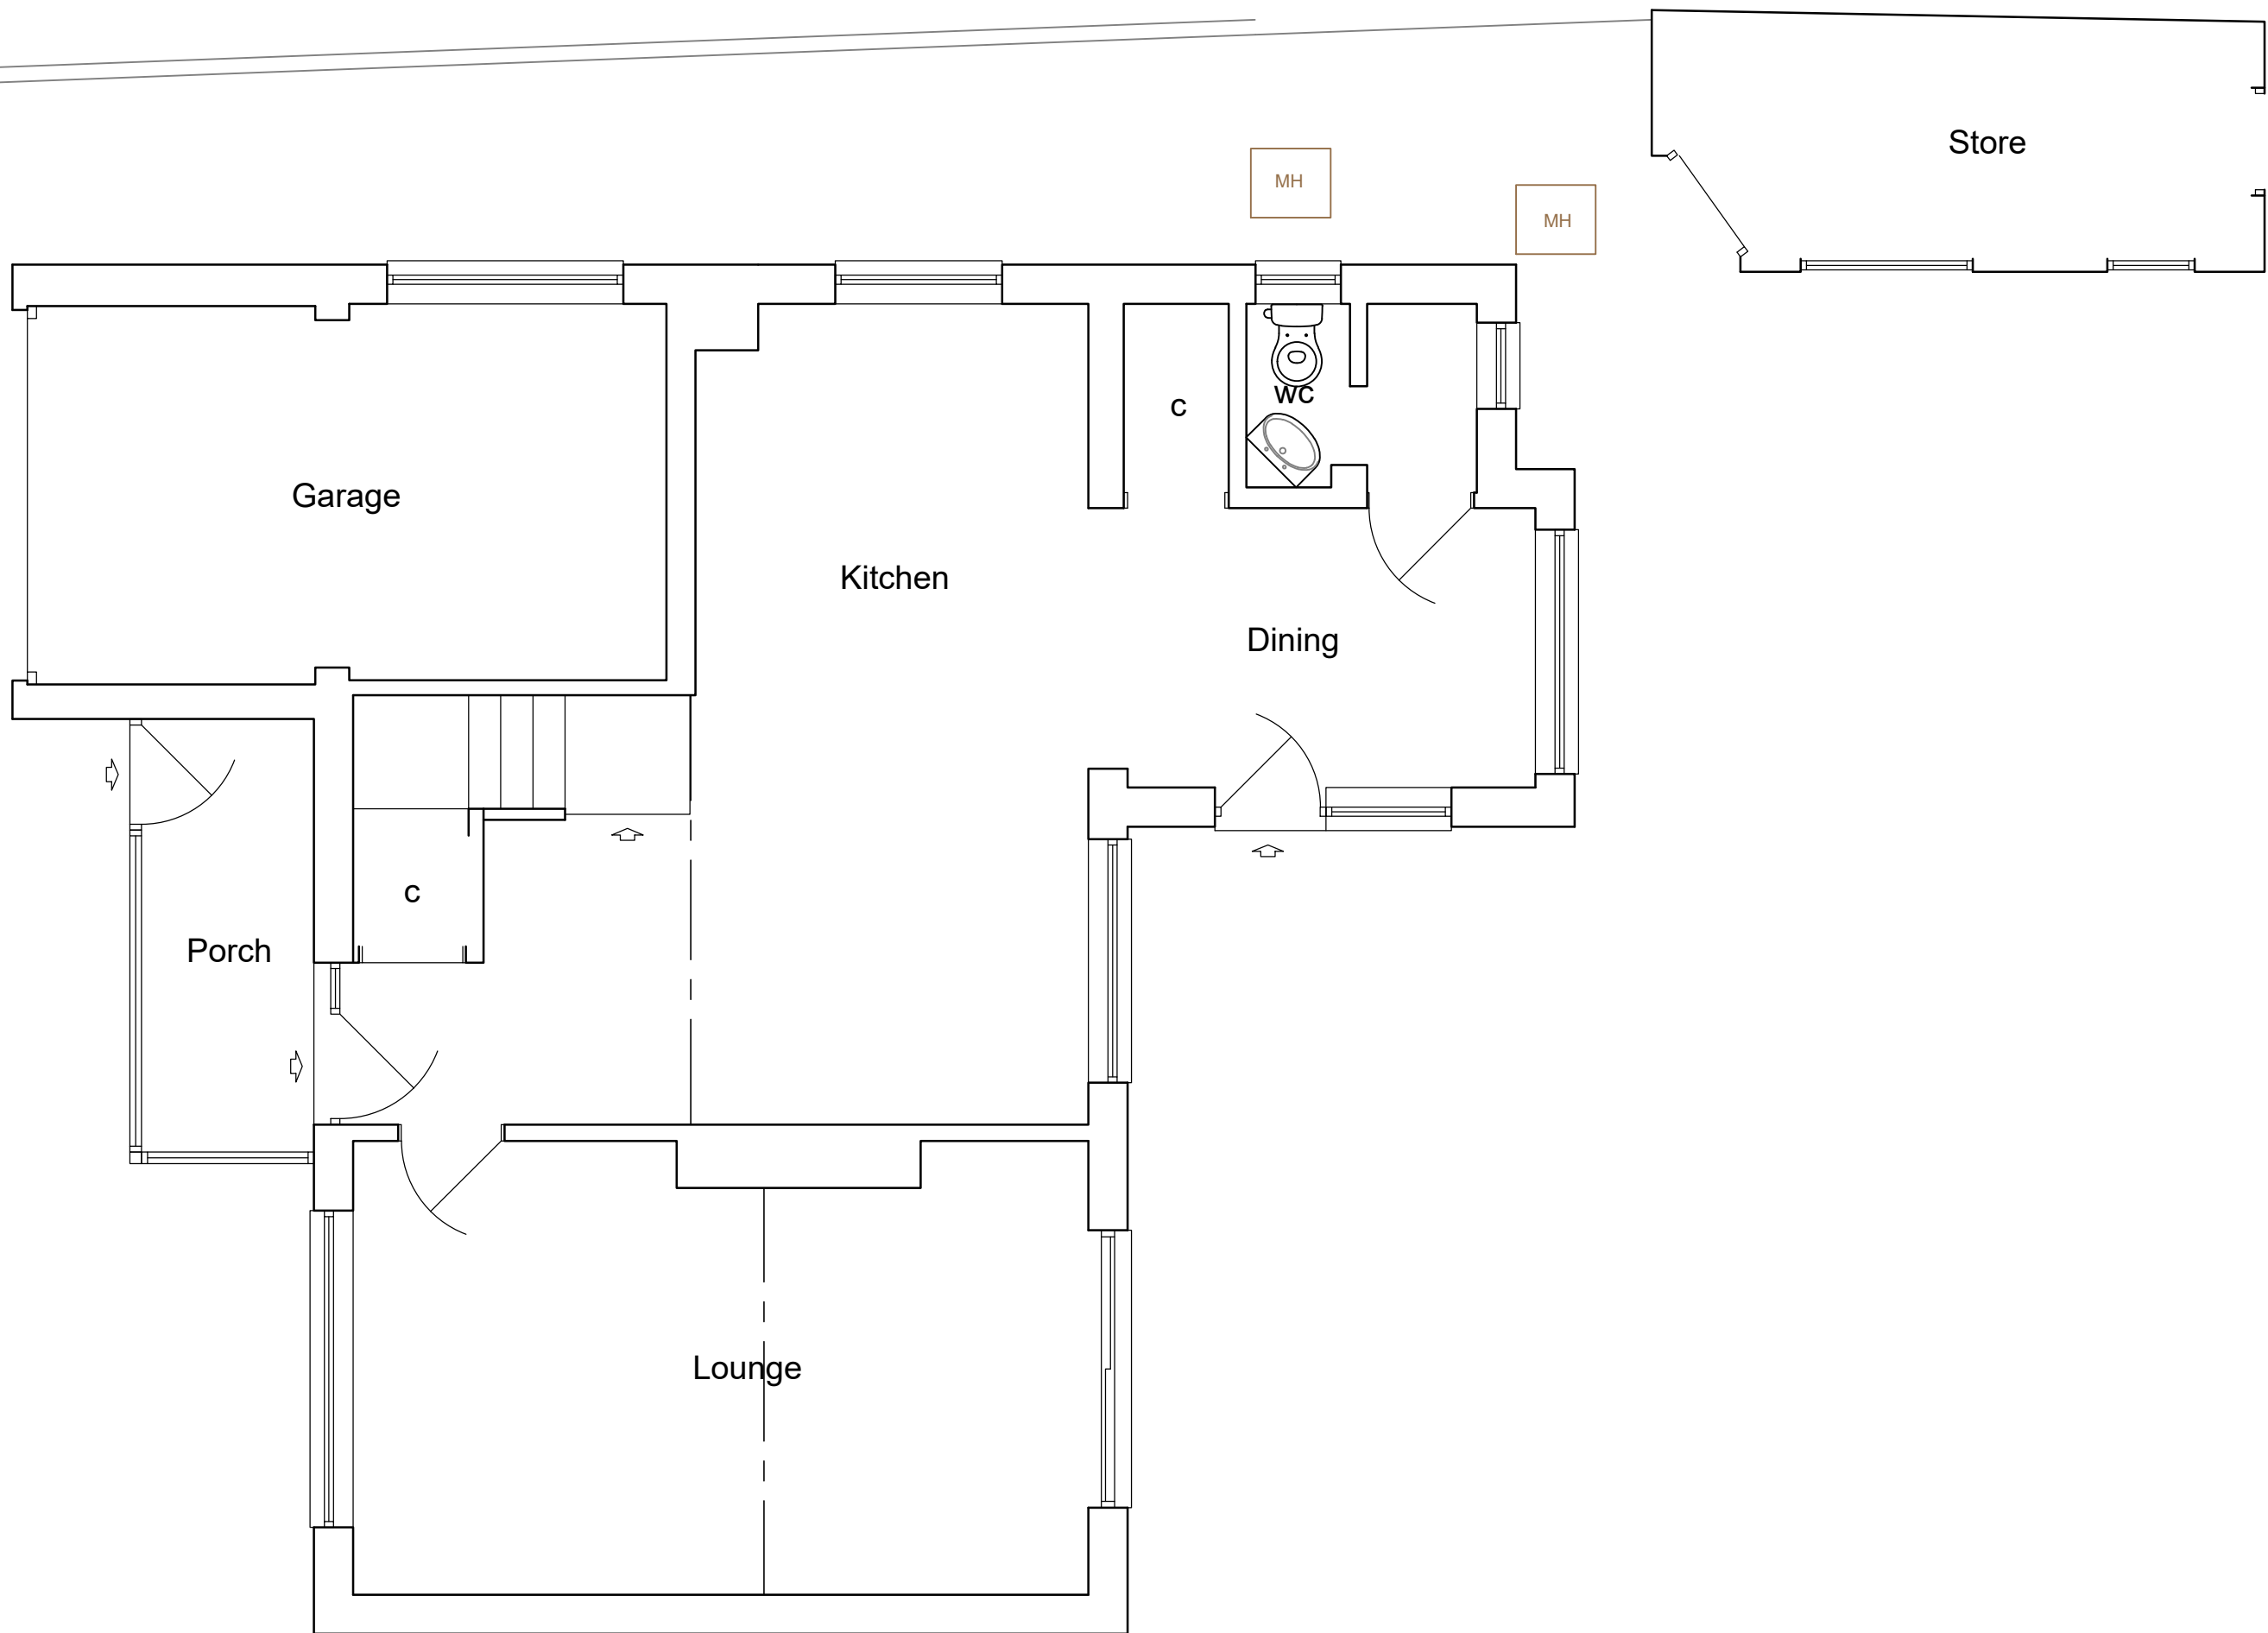 Store
MH
MH
wc
c
Garage
Kitchen
Dining
c
Porch
Lounge